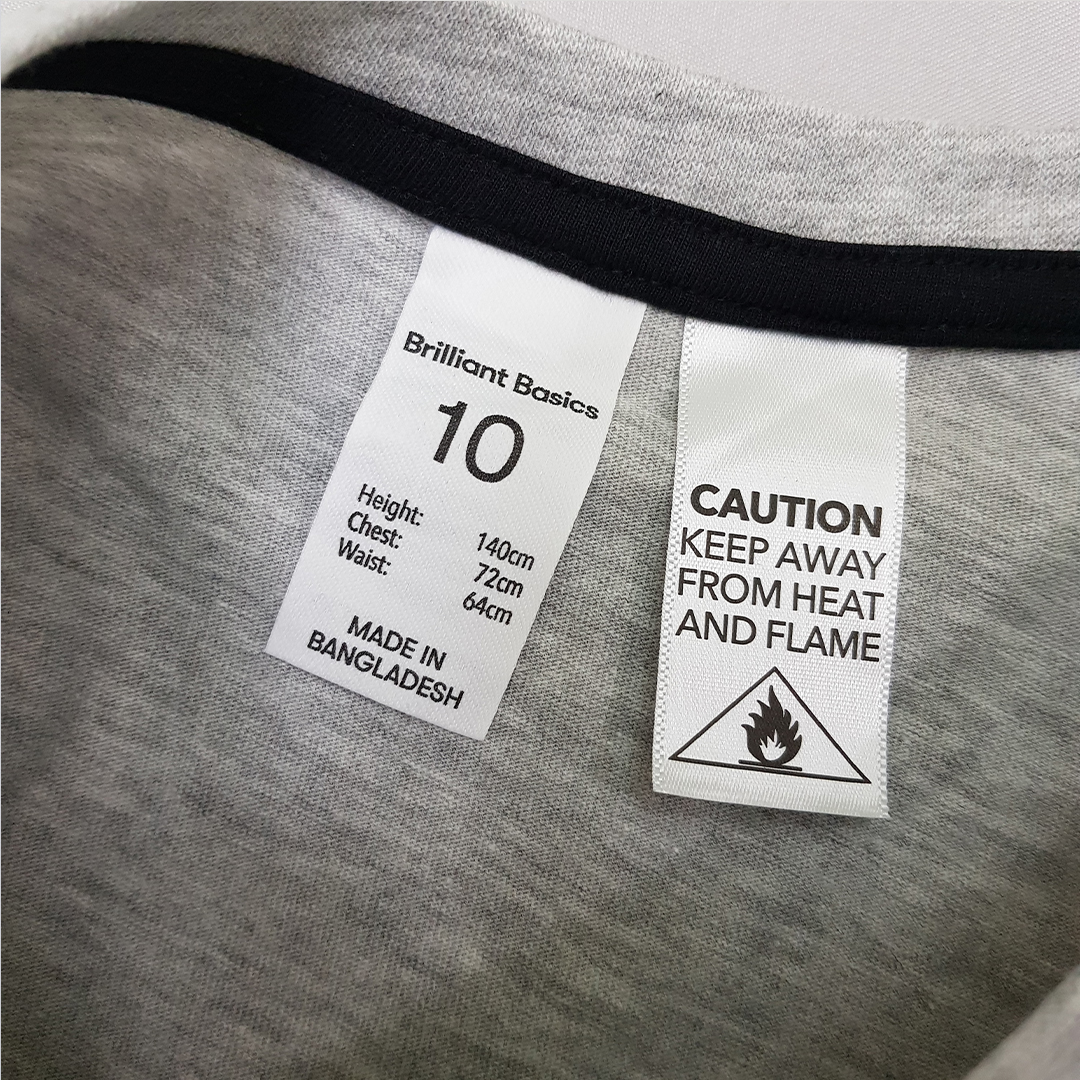 Brilliant Basics
10
Height: 140cm
Chest: 72cm
Waist: 64cm
MADE IN
BANGLADESH
CAUTION
KEEP AWAY
FROM HEAT
AND FLAME